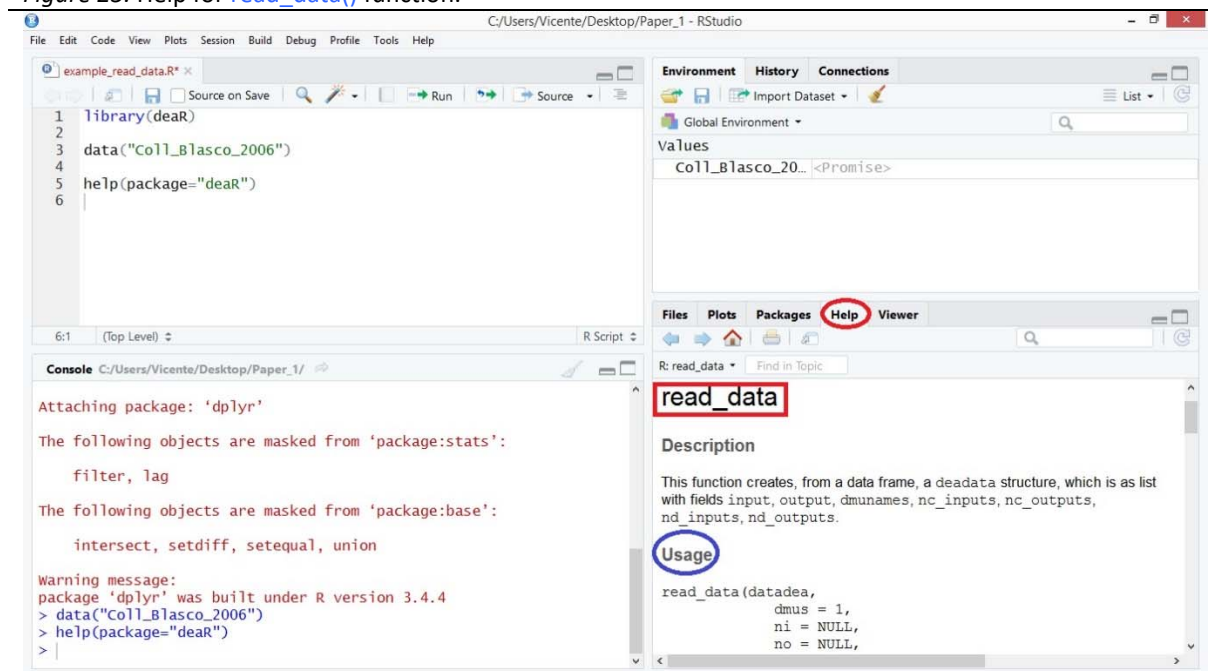 Figure 23. Help for read_data() function.
C:/Users/Vicente/Desktop/Paper_1 - RStudio
File Edit Code View Plots Session Build Debug Profile Tools Help
example_read_data.R*
Source on Save Run Source
1 library(deaR)
2
3 data("Coll_Blasco_2006")
4
5 help(package="deaR")
6
6:1 (Top Level) R Script
Console C:/Users/Vicente/Desktop/Paper_1/
Attaching package: ‘dplyr’
The following objects are masked from ‘package:stats’:
filter, lag
The following objects are masked from ‘package:base’:
intersect, setdiff, setequal, union
Warning message:
package ‘dplyr’ was built under R version 3.4.4
> data("Coll_Blasco_2006")
> help(package="deaR")
>
Environment History Connections
Import Dataset List
Global Environment
Values
Coll_Blasco_20… <Promise>
Files Plots Packages Help Viewer
R: read_data Find in Topic
read_data
Description
This function creates, from a data frame, a deadata structure, which is as list
with fields input, output, dmunames, nc_inputs, nc_outputs,
nd_inputs, nd_outputs.
Usage
read_data(datadea,
dmus = 1,
ni = NULL,
no = NULL,